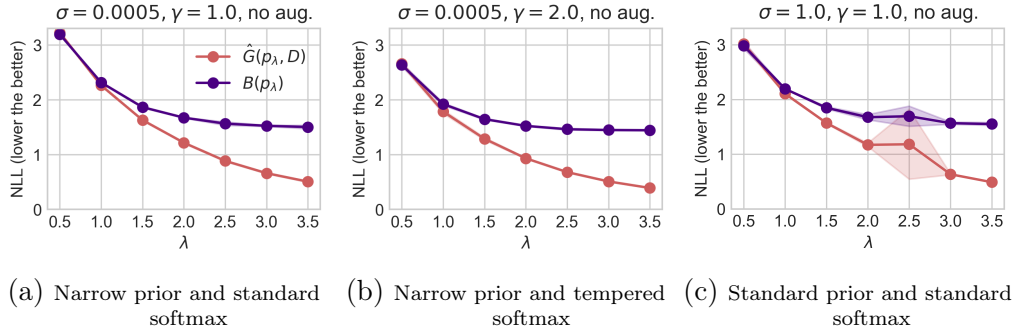 σ = 0.0005, γ = 1.0, no aug.
NLL (lower the better)
3
2
1
0
0.5 1.0 1.5 2.0 2.5 3.0 3.5
λ
Ĝ(p_λ, D)
B(p_λ)
(a) Narrow prior and standard
softmax
σ = 0.0005, γ = 2.0, no aug.
NLL (lower the better)
3
2
1
0
0.5 1.0 1.5 2.0 2.5 3.0 3.5
λ
(b) Narrow prior and tempered
softmax
σ = 1.0, γ = 1.0, no aug.
NLL (lower the better)
3
2
1
0
0.5 1.0 1.5 2.0 2.5 3.0 3.5
λ
(c) Standard prior and standard
softmax